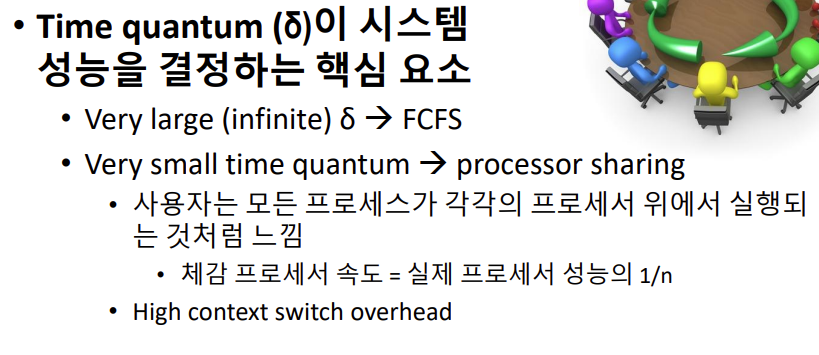 • Time quantum (δ)이 시스템
성능을 결정하는 핵심 요소
• Very large (infinite) δ → FCFS
• Very small time quantum → processor sharing
• 사용자는 모든 프로세스가 각각의 프로세서 위에서 실행되
는 것처럼 느낌
• 체감 프로세서 속도 = 실제 프로세서 성능의 1/n
• High context switch overhead